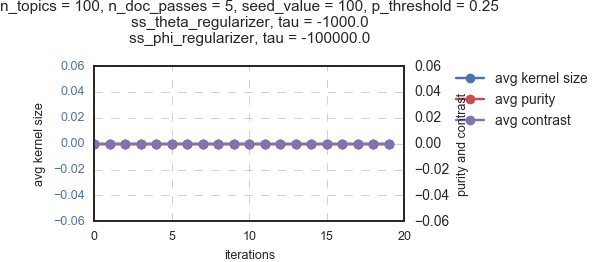 n_topics = 100, n_doc_passes = 5, seed_value = 100, p_threshold = 0.25
ss_theta_regularizer, tau = -1000.0
ss_phi_regularizer, tau = -100000.0
0.06
0.04
0.02
0.00
−0.02
−0.04
−0.06
avg kernel size
0
5
10
15
20
iterations
0.06
0.04
0.02
0.00
−0.02
−0.04
−0.06
purity and contrast
avg kernel size
avg purity
avg contrast